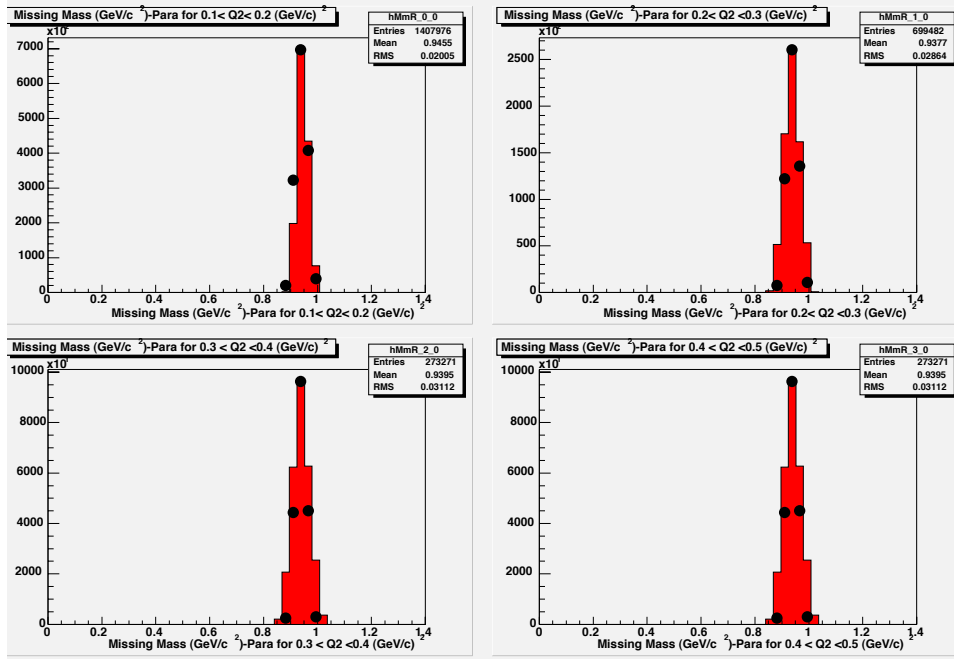 Missing Mass (GeV/c 2)-Para for 0.1< Q2< 0.2 (GeV/c) 2
hMmR_0_0
Entries 1407976
Mean 0.9455
RMS 0.02005
7000
6000
5000
4000
3000
2000
1000
0
0 0.2 0.4 0.6 0.8 1 1.2 1.4
Missing Mass (GeV/c 2)-Para for 0.1< Q2< 0.2 (GeV/c) 2
Missing Mass (GeV/c 2)-Para for 0.2< Q2 <0.3 (GeV/c) 2
hMmR_1_0
Entries 699482
Mean 0.9377
RMS 0.02864
2500
2000
1500
1000
500
0
0 0.2 0.4 0.6 0.8 1 1.2 1.4
Missing Mass (GeV/c 2)-Para for 0.2< Q2 <0.3 (GeV/c) 2
Missing Mass (GeV/c 2)-Para for 0.3 < Q2 <0.4 (GeV/c) 2
hMmR_2_0
Entries 273271
Mean 0.9395
RMS 0.03112
10000
8000
6000
4000
2000
0
0 0.2 0.4 0.6 0.8 1 1.2 1.4
Missing Mass (GeV/c 2)-Para for 0.3 < Q2 <0.4 (GeV/c) 2
Missing Mass (GeV/c 2)-Para for 0.4 < Q2 <0.5 (GeV/c) 2
hMmR_3_0
Entries 273271
Mean 0.9395
RMS 0.03112
10000
8000
6000
4000
2000
0
0 0.2 0.4 0.6 0.8 1 1.2 1.4
Missing Mass (GeV/c 2)-Para for 0.4 < Q2 <0.5 (GeV/c) 2